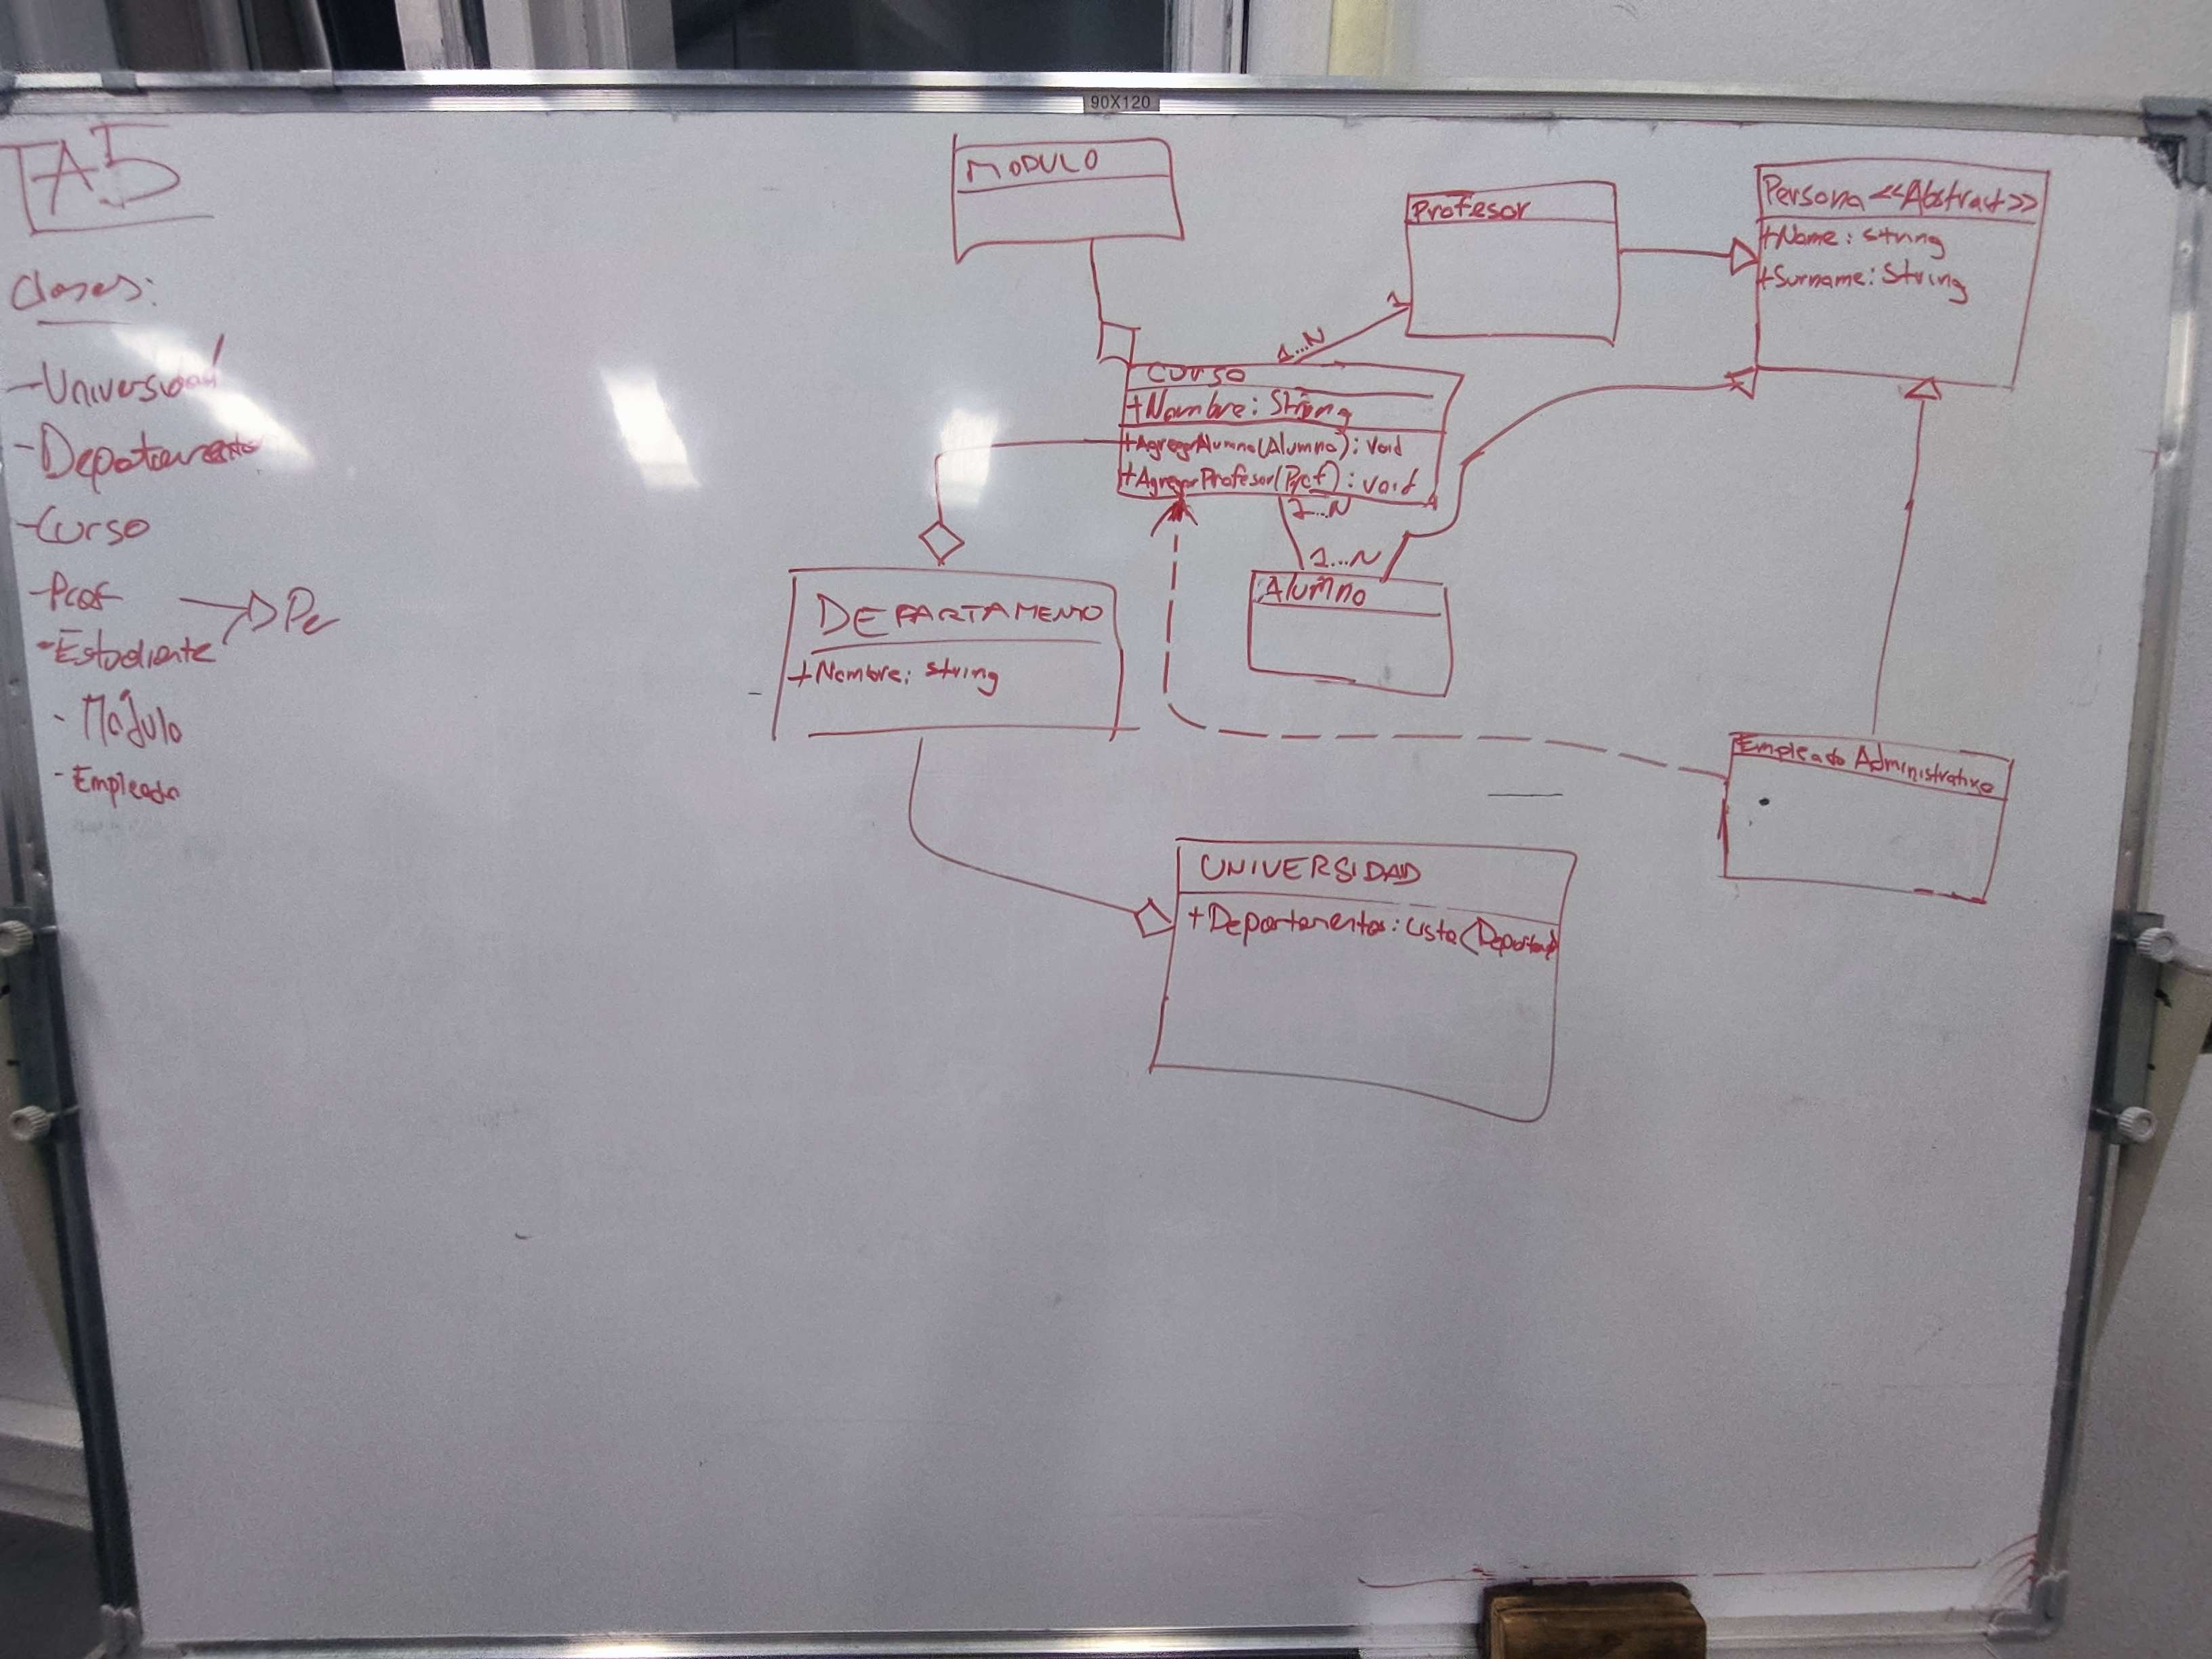 90X120
TA5
Clases:
-Universidad
-Departamento
-Curso
-Prof
-Estudiante
Pe
- Módulo
- Empleado
MODULO
Profesor
1
1...N
Persona <<Abstract>>
+Name: string
+Surname: String
Curso
+Nombre: String
+AgregarAlumno(Alumno): void
+AgregarProfesor(Prof): void
1...N
1...N
Alumno
DEPARTAMENTO
+Nombre: string
Empleado Administrativo
UNIVERSIDAD
+Departamentos: Lista